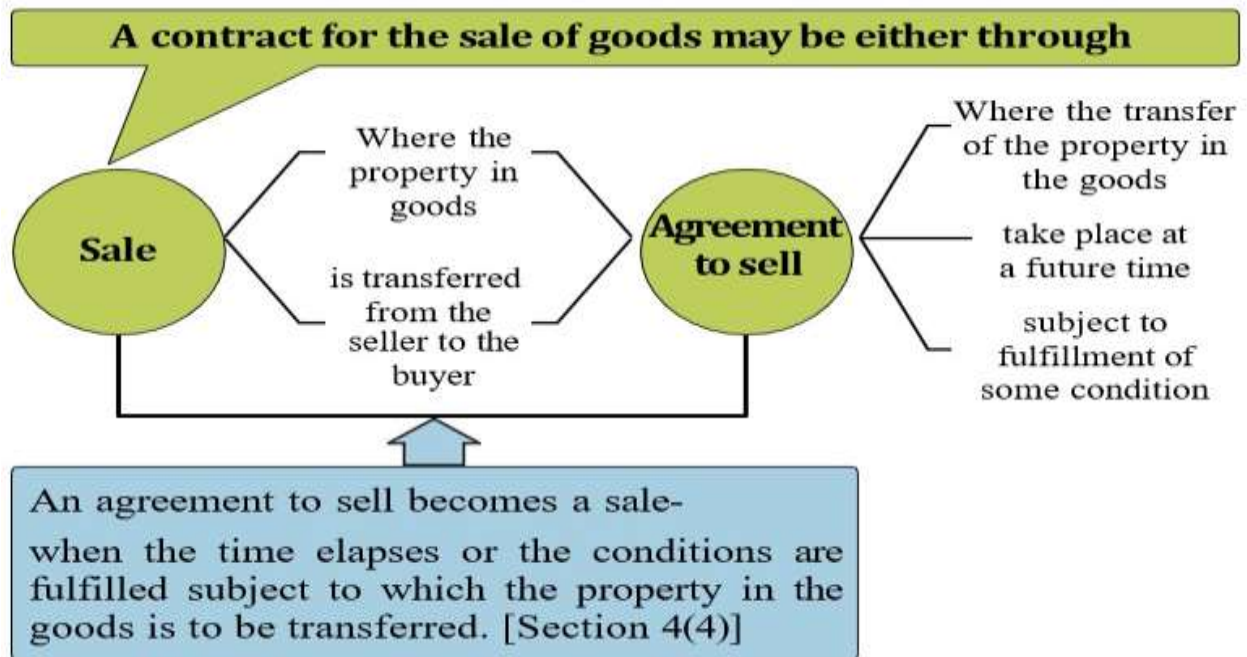 A contract for the sale of goods may be either through
Sale
Where the
property in
goods
is transferred
from the
seller to the
buyer
Agreement
to sell
Where the transfer
of the property in
the goods
take place at
a future time
subject to
fulfillment of
some condition
An agreement to sell becomes a sale-
when the time elapses or the conditions are
fulfilled subject to which the property in the
goods is to be transferred. [Section 4(4)]